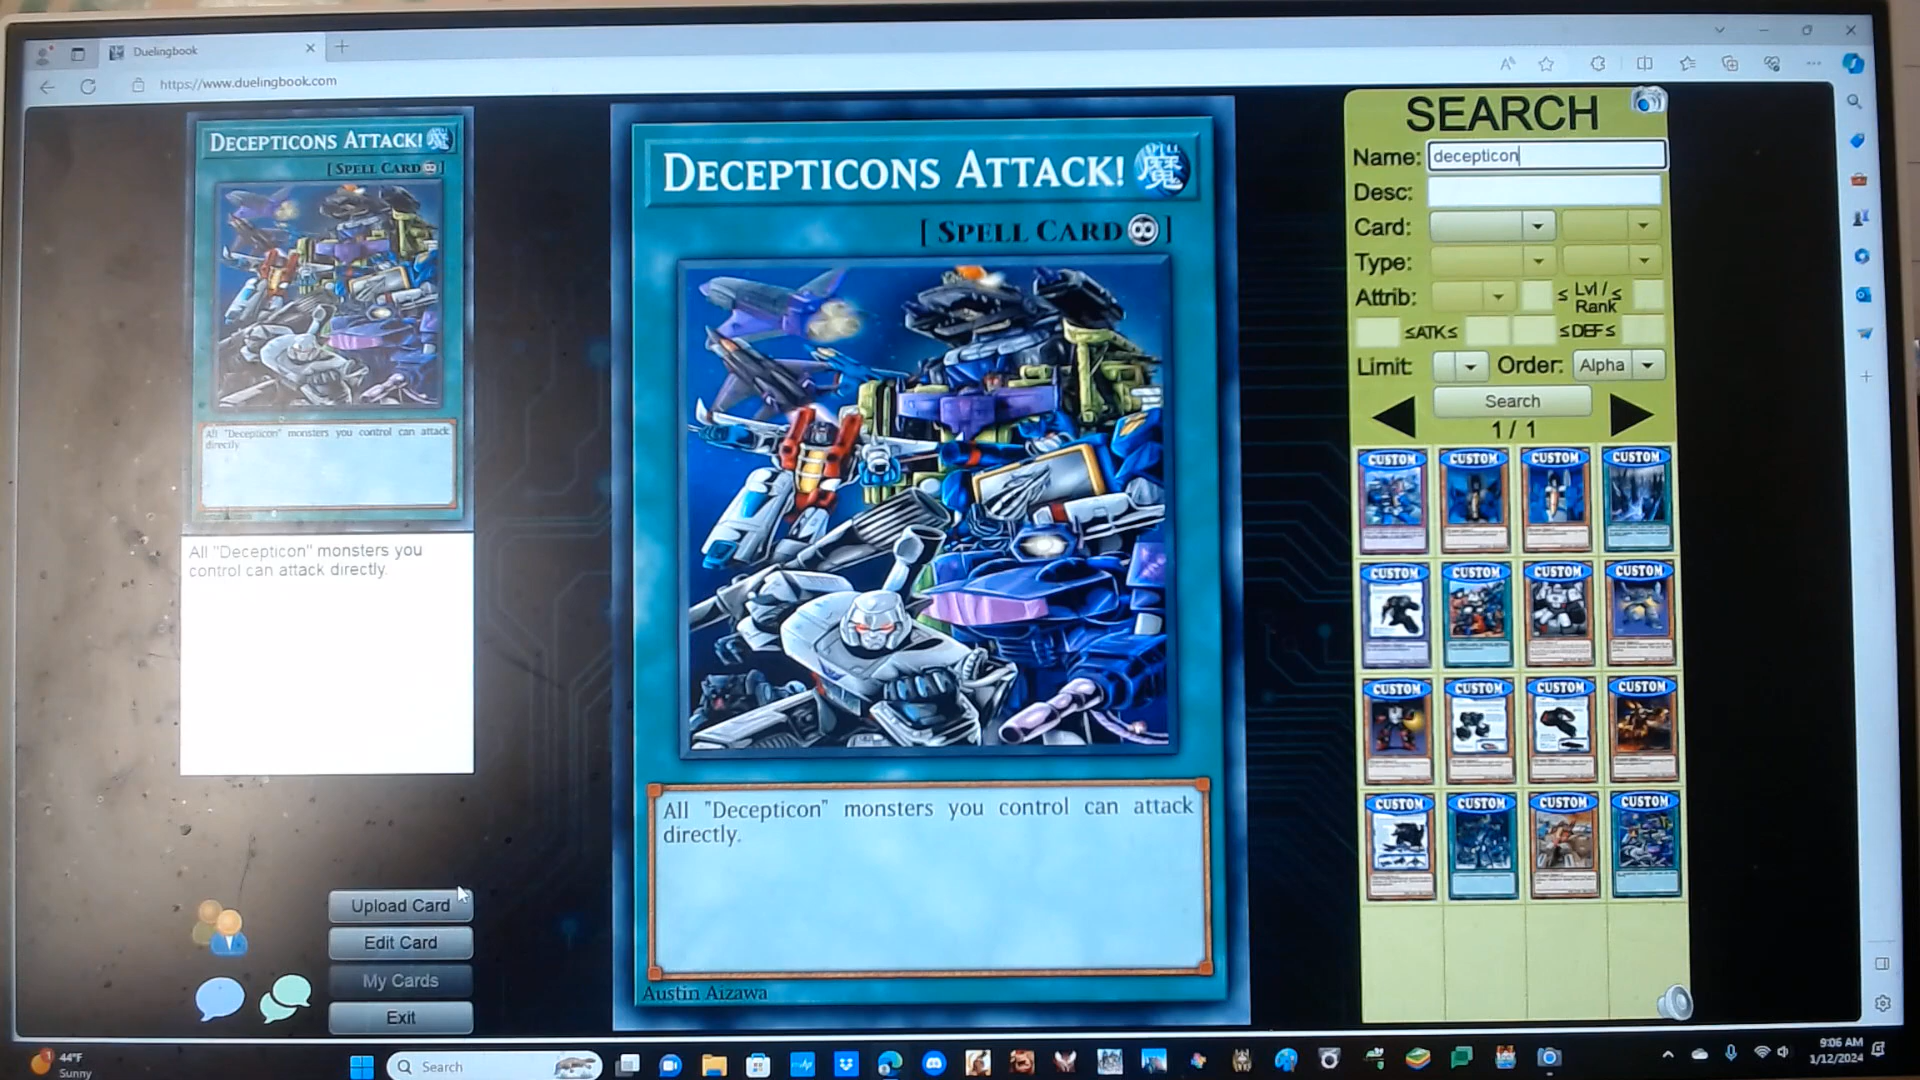 Duelingbook
https://www.duelingbook.com
DECEPTICONS ATTACK!
[ SPELL CARD ]
All "Decepticon" monsters you control can attack
directly.
All "Decepticon" monsters you
control can attack directly.
Upload Card
Edit Card
My Cards
Exit
DECEPTICONS ATTACK!
SPELL
魔
[ SPELL CARD ]
All "Decepticon" monsters you control can attack
directly.
Austin Aizawa
SEARCH
Name: decepticon
Desc:
Card:
Type:
Attrib: ≤ Lvl / ≤
Rank
≤ATK≤ ≤DEF≤
Limit: Order: Alpha
Search
1 / 1
CUSTOM CUSTOM CUSTOM CUSTOM
CUSTOM CUSTOM CUSTOM CUSTOM
CUSTOM CUSTOM CUSTOM CUSTOM
CUSTOM CUSTOM CUSTOM CUSTOM
1
44°F
Sunny
Search
9:06 AM
1/12/2024